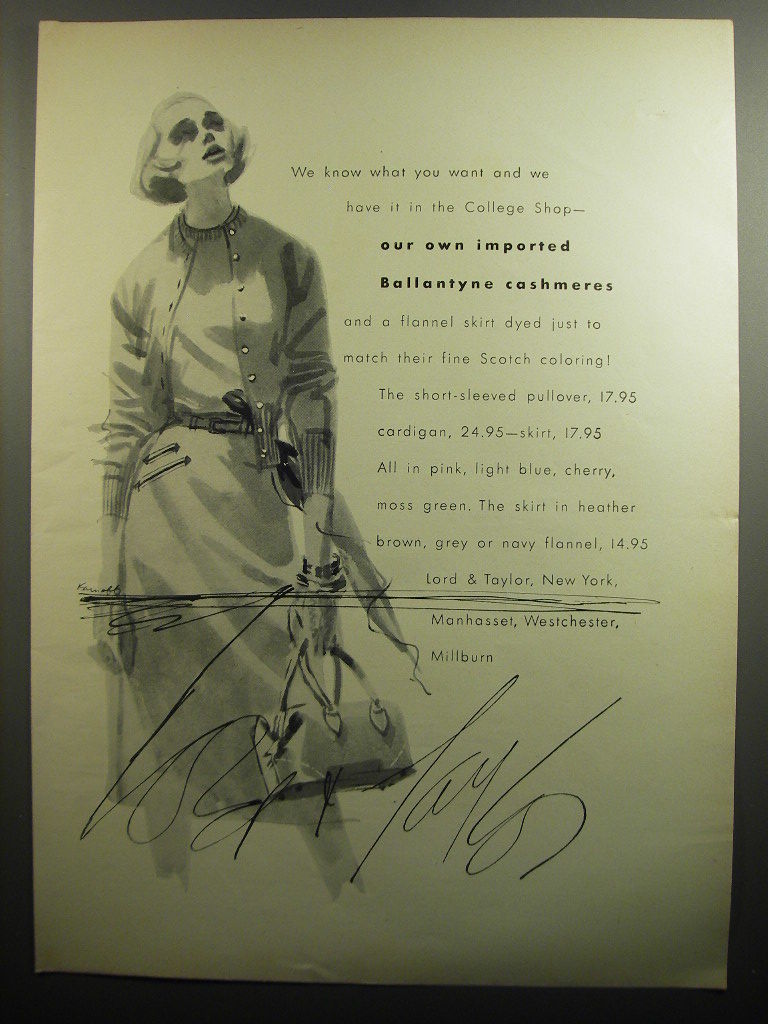 We know what you want and we
have it in the College Shop—
our own imported
Ballantyne cashmeres
and a flannel skirt dyed just to
match their fine Scotch coloring!
The short-sleeved pullover, 17.95
cardigan, 24.95—skirt, 17.95
All in pink, light blue, cherry,
moss green. The skirt in heather
brown, grey or navy flannel, 14.95
Lord & Taylor, New York,
Manhasset, Westchester,
Millburn
Lord & Taylor